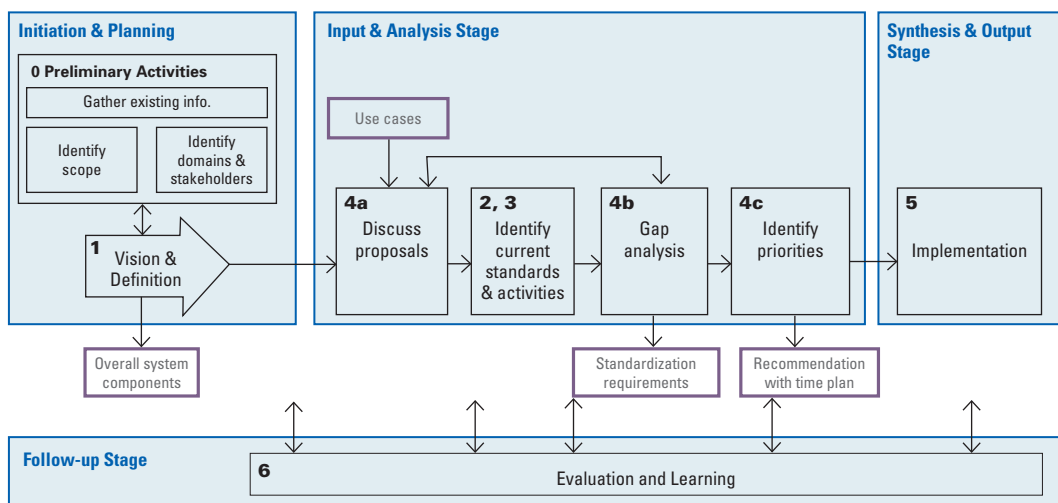 Initiation & Planning
0 Preliminary Activities
Gather existing info.
Identify
scope
Identify
domains &
stakeholders
1
Vision &
Definition
Overall system
components
Input & Analysis Stage
Use cases
4a
Discuss
proposals
2, 3
Identify
current
standards
& activities
4b
Gap
analysis
4c
Identify
priorities
Standardization
requirements
Recommendation
with time plan
Synthesis & Output
Stage
5
Implementation
Follow-up Stage
6
Evaluation and Learning